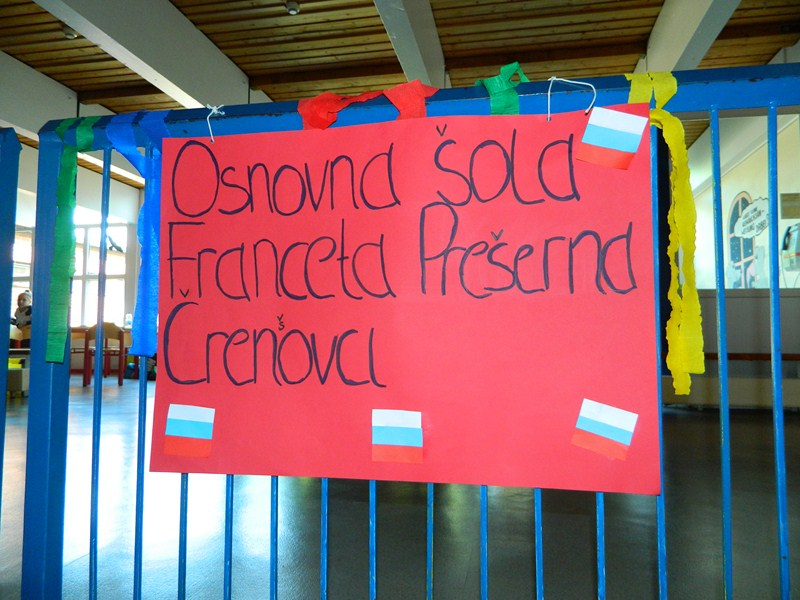 Osnovna šola
Franceta Prešerna
Črenšovci